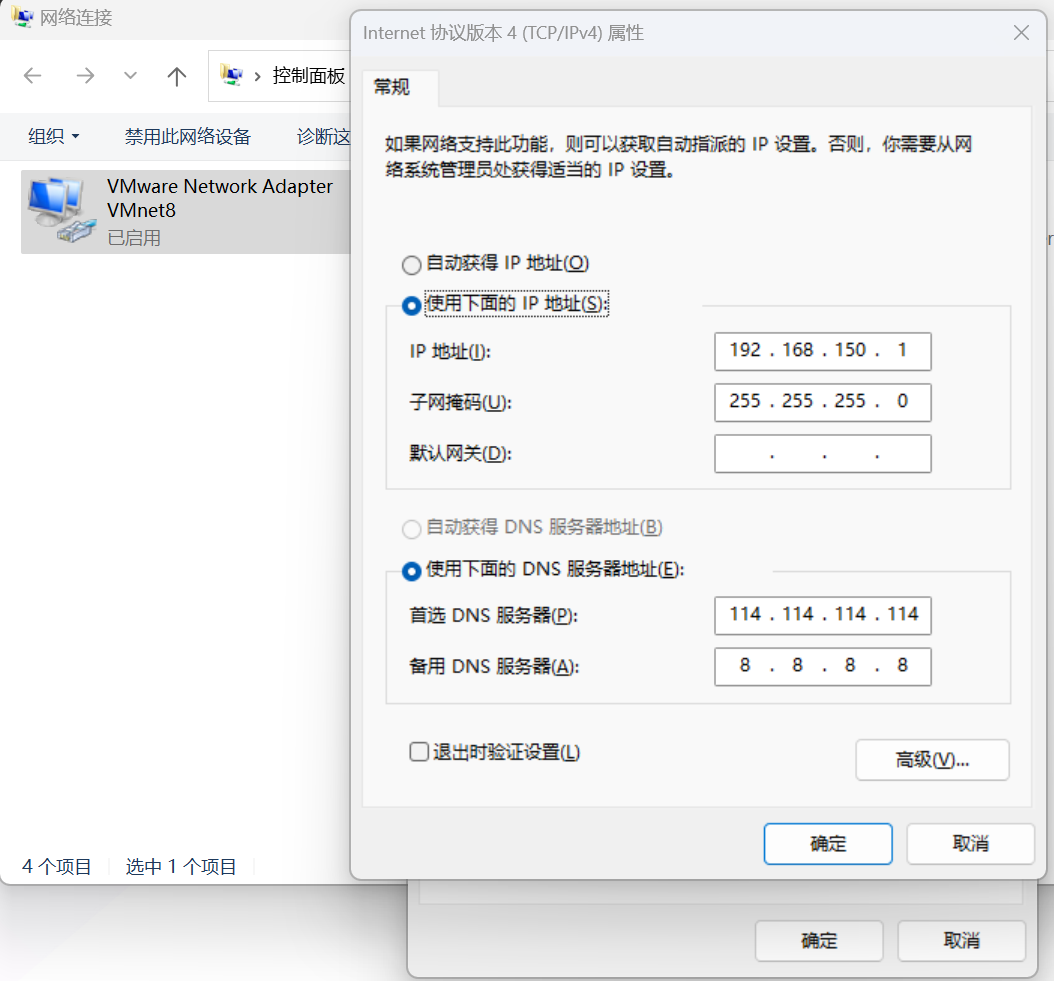 网络连接
Internet 协议版本 4 (TCP/IPv4) 属性
控制面板
常规
组织
禁用此网络设备
诊断这
如果网络支持此功能，则可以获取自动指派的 IP 设置。否则，你需要从网
络系统管理员处获得适当的 IP 设置。
VMware Network Adapter
VMnet8
已启用
自动获得 IP 地址(O)
使用下面的 IP 地址(S):
IP 地址(I):
192 . 168 . 150 . 1
子网掩码(U):
255 . 255 . 255 . 0
默认网关(D):
. . .
自动获得 DNS 服务器地址(B)
使用下面的 DNS 服务器地址(E):
首选 DNS 服务器(P):
114 . 114 . 114 . 114
备用 DNS 服务器(A):
8 . 8 . 8 . 8
退出时验证设置(L)
高级(V)...
确定
取消
4 个项目
选中 1 个项目
确定
取消